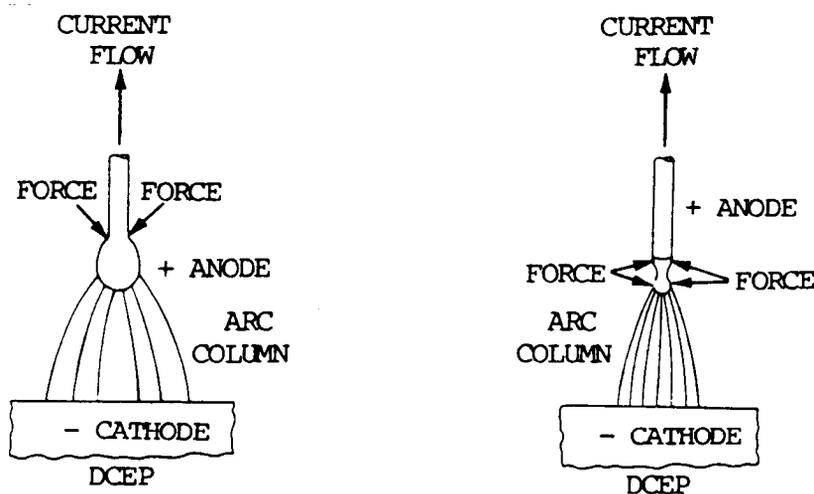 CURRENT
FLOW
FORCE
FORCE
+ ANODE
ARC
COLUMN
- CATHODE
DCEP
CURRENT
FLOW
+ ANODE
FORCE
FORCE
ARC
COLUMN
- CATHODE
DCEP